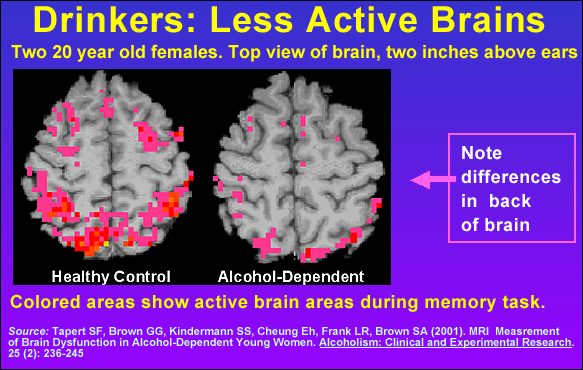 Drinkers: Less Active Brains
Two 20 year old females. Top view of brain, two inches above ears
Note
differences
in back
of brain
Healthy Control
Alcohol-Dependent
Colored areas show active brain areas during memory task.
Source: Tapert SF, Brown GG, Kindermann SS, Cheung Eh, Frank LR, Brown SA (2001). MRI Measrement
of Brain Dysfunction in Alcohol-Dependent Young Women. Alcoholism: Clinical and Experimental Research.
25 (2): 236-245